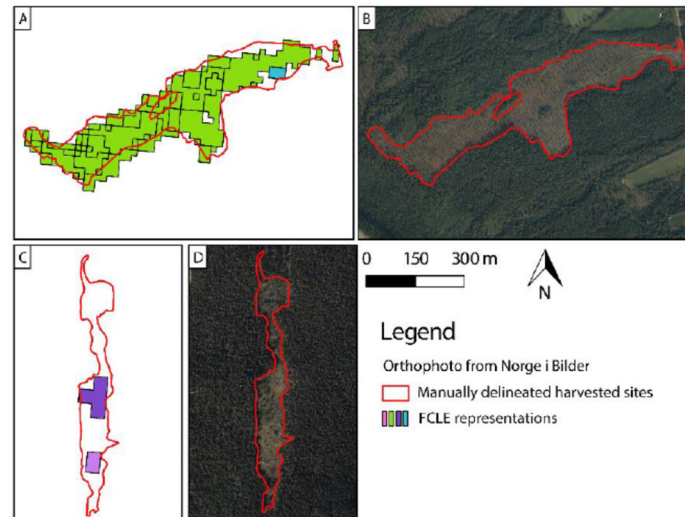 A
B
C
D
0 150 300 m
N
Legend
Orthophoto from Norge i Bilder
Manually delineated harvested sites
FCLE representations